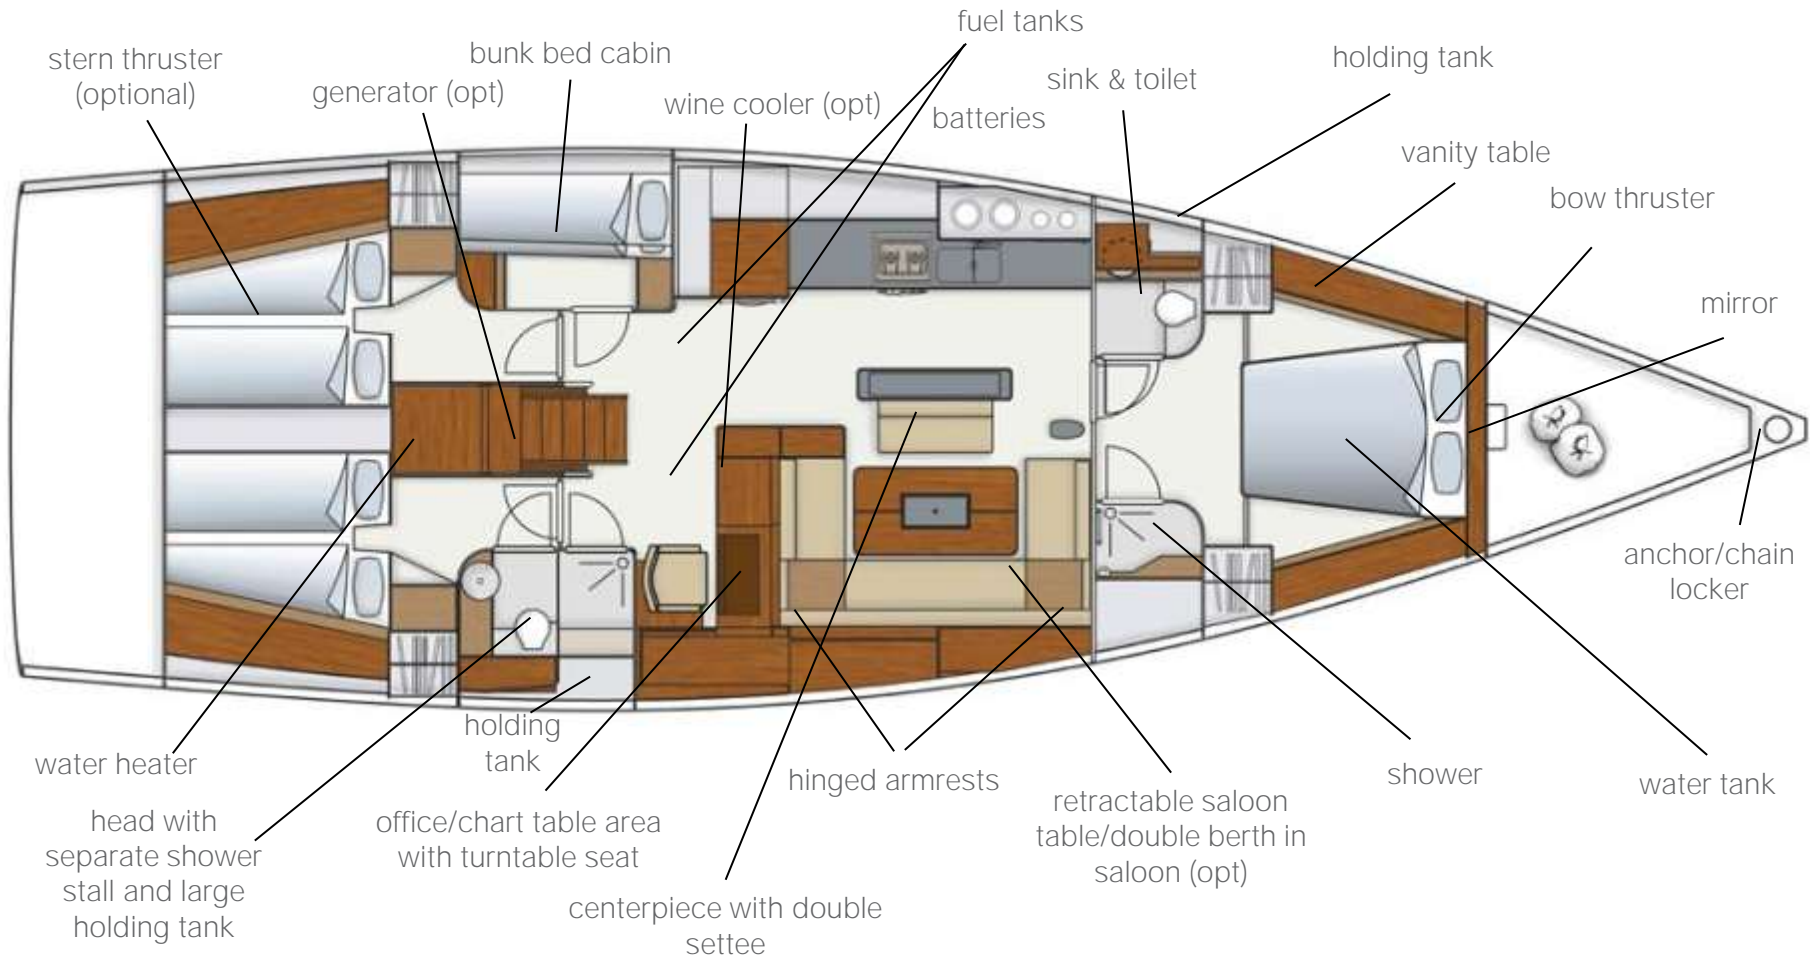 fuel tanks
stern thruster
(optional)
bunk bed cabin
holding tank
sink & toilet
generator (opt)
wine cooler (opt)
batteries
vanity table
bow thruster
mirror
anchor/chain
locker
holding
tank
water heater
hinged armrests
shower
water tank
retractable saloon
table/double berth in
saloon (opt)
head with
separate shower
stall and large
holding tank
office/chart table area
with turntable seat
centerpiece with double
settee